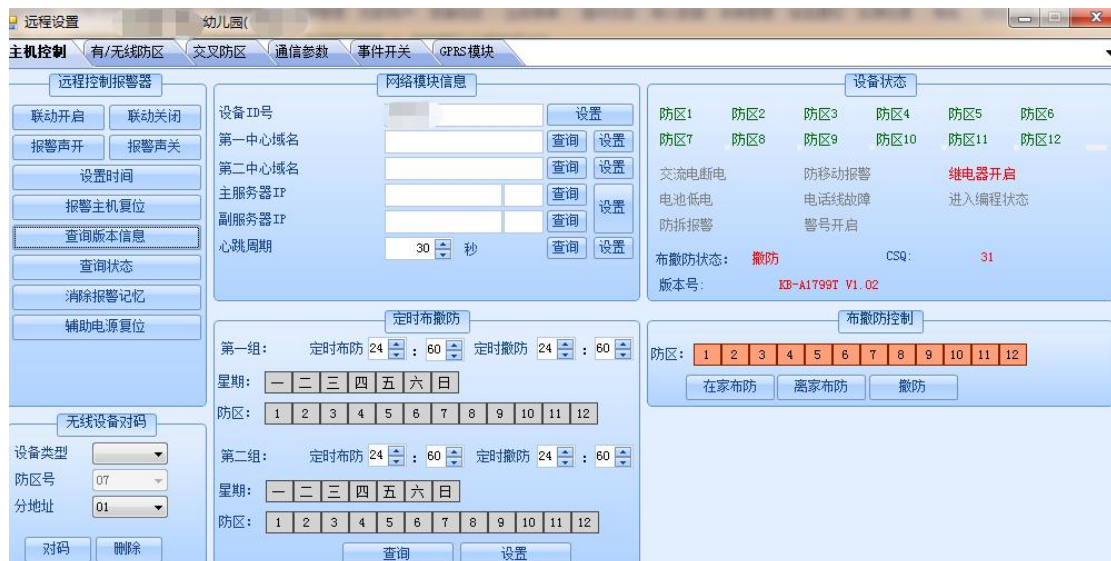 远程设置 幼儿园(
主机控制 有/无线防区 交叉防区 通信参数 事件开关 GPRS模块
远程控制报警器
联动开启 联动关闭
报警声开 报警声关
设置时间
报警主机复位
查询版本信息
查询状态
消除报警记忆
辅助电源复位
无线设备对码
设备类型
防区号 07
分地址 01
对码 删除
网络模块信息
设备ID号 设置
第一中心域名 查询 设置
第二中心域名 查询 设置
主服务器IP 查询 设置
副服务器IP 查询
心跳周期 30 秒 查询 设置
定时布撤防
第一组: 定时布防 24 : 60 定时撤防 24 : 60
星期: 一 二 三 四 五 六 日
防区: 1 2 3 4 5 6 7 8 9 10 11 12
第二组: 定时布防 24 : 60 定时撤防 24 : 60
星期: 一 二 三 四 五 六 日
防区: 1 2 3 4 5 6 7 8 9 10 11 12
查询 设置
设备状态
防区1 防区2 防区3 防区4 防区5 防区6
防区7 防区8 防区9 防区10 防区11 防区12
交流电断电 防移动报警 继电器开启
电池低电 电话线故障 进入编程状态
防拆报警 警号开启
布撤防状态: 撤防 CSQ: 31
版本号: KB-A1799T V1.02
布撤防控制
防区: 1 2 3 4 5 6 7 8 9 10 11 12
在家布防 离家布防 撤防